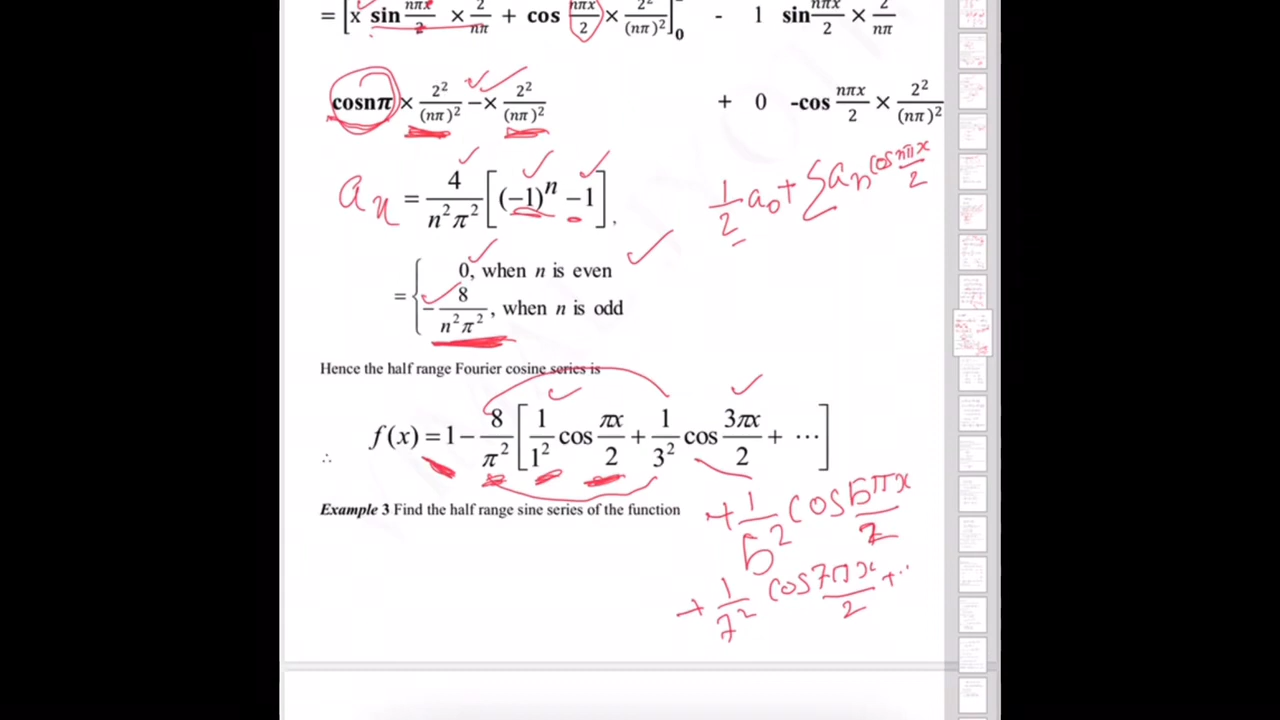 = [x sin nπx/2 × 2/nπ + cos nπx/2 × 2²/(nπ)²]₀ - 1 sin nπx/2 × 2/nπ
cosnπ × 2²/(nπ)² − × 2²/(nπ)² + 0 -cos nπx/2 × 2²/(nπ)²
aₙ = 4/n²π² [(−1)ⁿ − 1], 1/2 a₀ + ∑ aₙ cos nπx/2
= { 0, when n is even
− 8/n²π², when n is odd
Hence the half range Fourier cosine series is
∴ f(x) = 1 − 8/π² [1/1² cos πx/2 + 1/3² cos 3πx/2 + ⋯]
+ 1/5² cos 5πx/2
Example 3 Find the half range sine series of the function
+ 1/7² cos 7πx/2 + ..